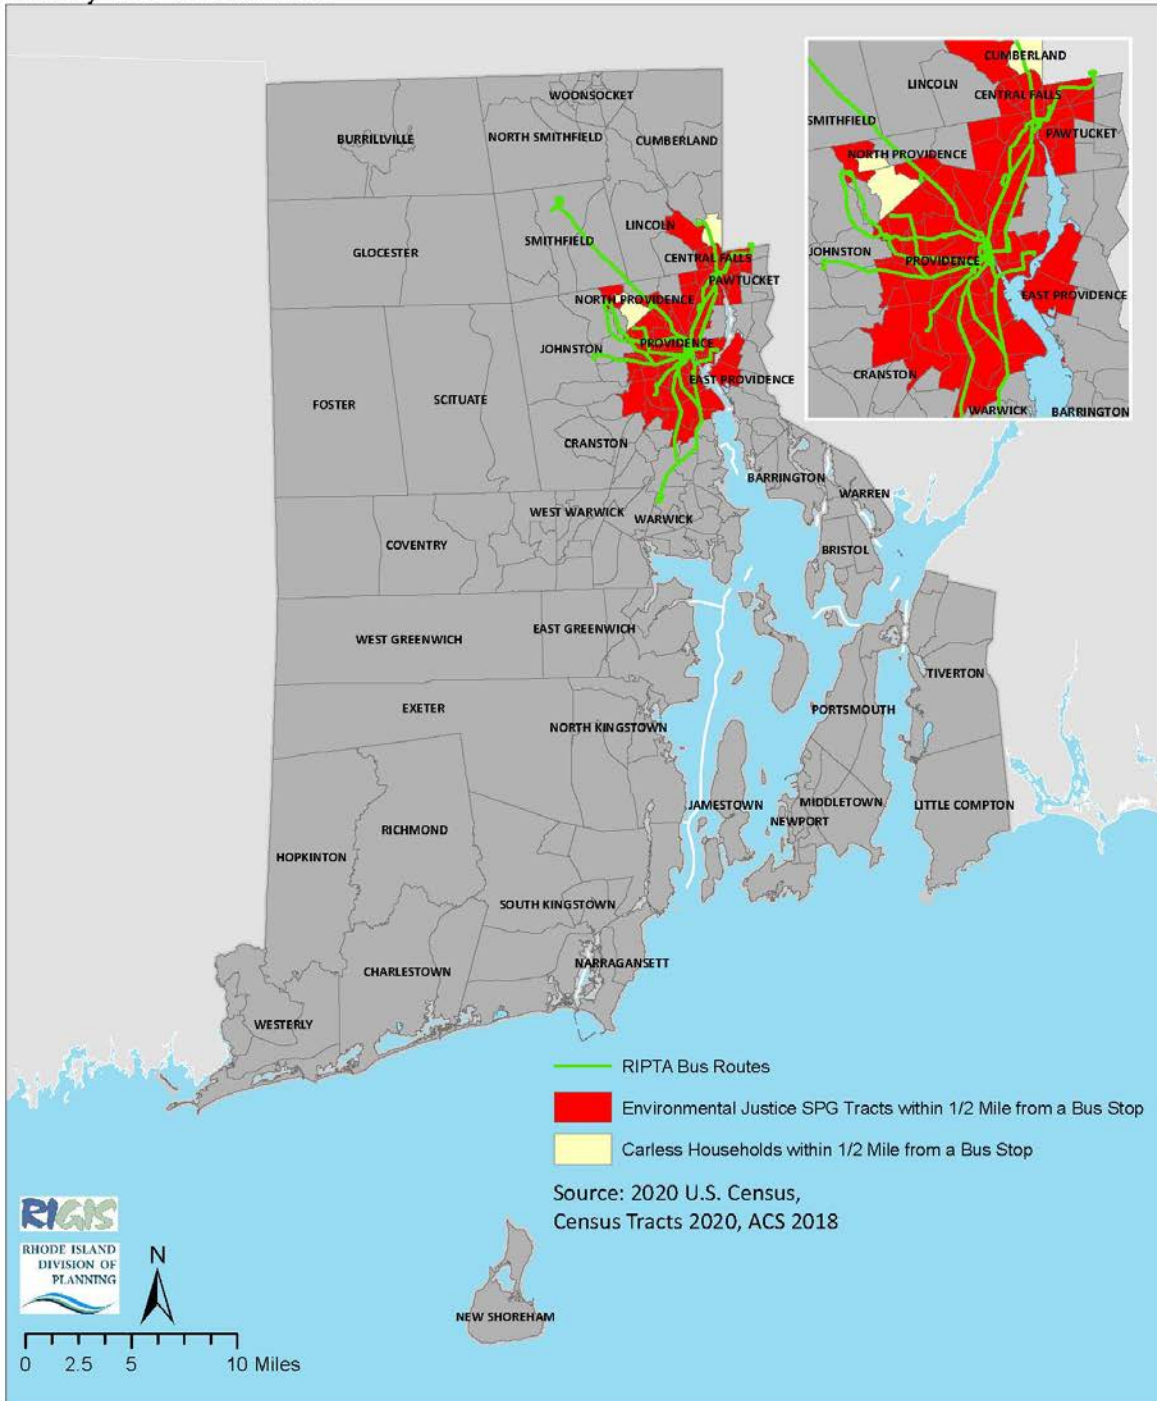 WOONSOCKET
BURRILLVILLE
NORTH SMITHFIELD
CUMBERLAND
GLOCESTER
SMITHFIELD
LINCOLN
CENTRAL FALLS
PAWTUCKET
NORTH PROVIDENCE
JOHNSTON
PROVIDENCE
EAST PROVIDENCE
FOSTER
SCITUATE
CRANSTON
BARRINGTON
WARREN
WEST WARWICK
WARWICK
COVENTRY
BRISTOL
WEST GREENWICH
EAST GREENWICH
TIVERTON
EXETER
PORTSMOUTH
NORTH KINGSTOWN
JAMESTOWN
MIDDLETOWN
LITTLE COMPTON
NEWPORT
RICHMOND
HOPKINTON
SOUTH KINGSTOWN
NARRAGANSETT
CHARLESTOWN
WESTERLY
NEW SHOREHAM
CUMBERLAND
LINCOLN
CENTRAL FALLS
SMITHFIELD
PAWTUCKET
NORTH PROVIDENCE
JOHNSTON
PROVIDENCE
EAST PROVIDENCE
CRANSTON
WARWICK
BARRINGTON
RIPTA Bus Routes
Environmental Justice SPG Tracts within 1/2 Mile from a Bus Stop
Carless Households within 1/2 Mile from a Bus Stop
Source: 2020 U.S. Census,
Census Tracts 2020, ACS 2018
RIGIS
RHODE ISLAND
DIVISION OF
PLANNING
N
0 2.5 5 10 Miles